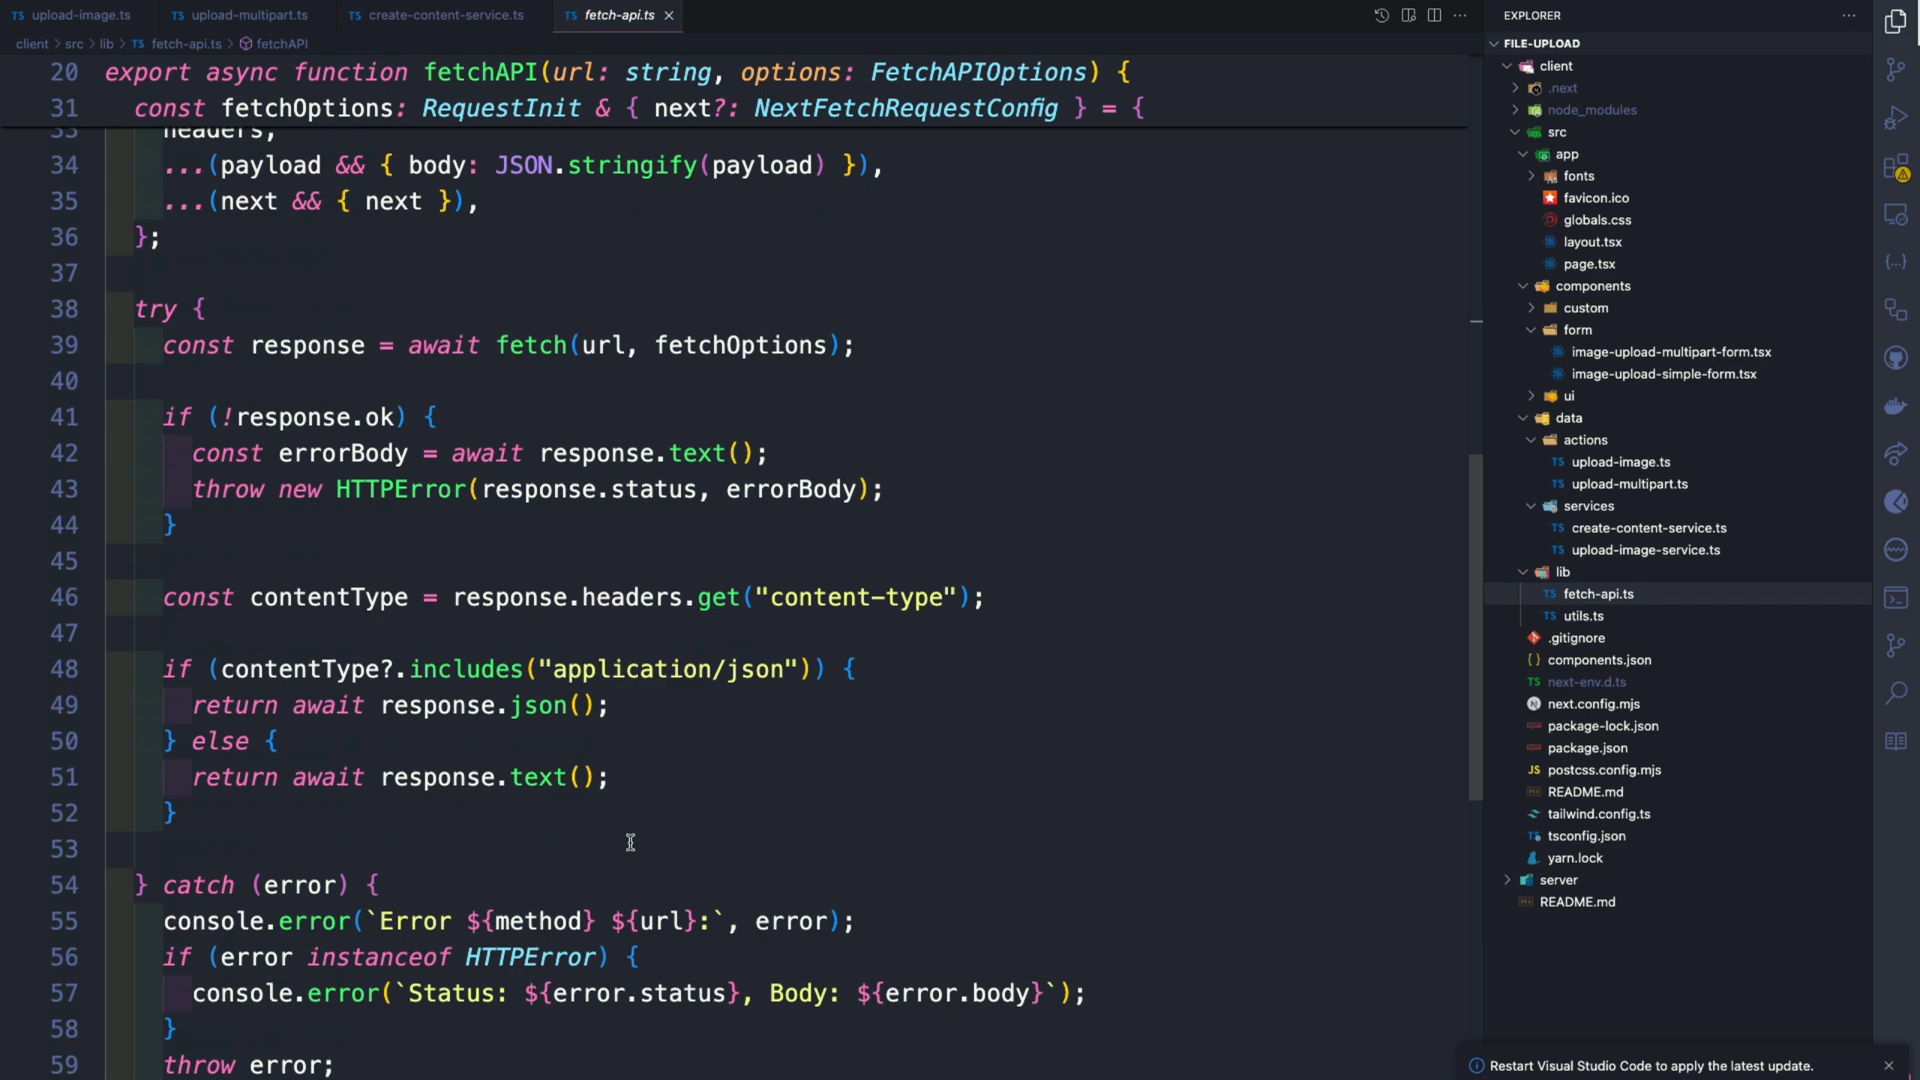 upload-image.ts
upload-multipart.ts
create-content-service.ts
fetch-api.ts
client > src > lib > TS fetch-api.ts > fetchAPI
20 export async function fetchAPI(url: string, options: FetchAPIOptions) {
31 const fetchOptions: RequestInit & { next?: NextFetchRequestConfig } = {
33 headers,
34 ...(payload && { body: JSON.stringify(payload) }),
35 ...(next && { next }),
36 };
37
38 try {
39 const response = await fetch(url, fetchOptions);
40
41 if (!response.ok) {
42 const errorBody = await response.text();
43 throw new HTTPError(response.status, errorBody);
44 }
45
46 const contentType = response.headers.get("content-type");
47
48 if (contentType?.includes("application/json")) {
49 return await response.json();
50 } else {
51 return await response.text();
52 }
53
54 } catch (error) {
55 console.error(`Error ${method} ${url}:`, error);
56 if (error instanceof HTTPError) {
57 console.error(`Status: ${error.status}, Body: ${error.body}`);
58 }
59 throw error;
EXPLORER
FILE-UPLOAD
client
.next
node_modules
src
app
fonts
favicon.ico
globals.css
layout.tsx
page.tsx
components
custom
form
image-upload-multipart-form.tsx
image-upload-simple-form.tsx
ui
data
actions
TS upload-image.ts
TS upload-multipart.ts
services
TS create-content-service.ts
TS upload-image-service.ts
lib
TS fetch-api.ts
TS utils.ts
.gitignore
components.json
TS next-env.d.ts
next.config.mjs
package-lock.json
package.json
JS postcss.config.mjs
README.md
tailwind.config.ts
tsconfig.json
yarn.lock
server
README.md
Restart Visual Studio Code to apply the latest update.